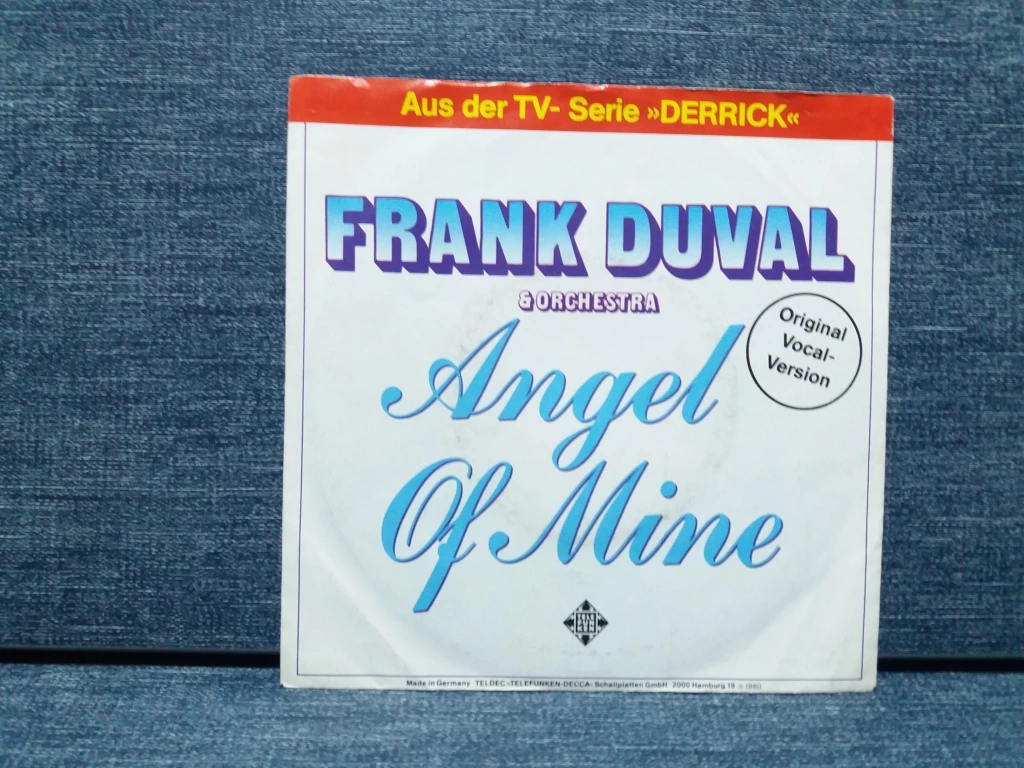 Aus der TV- Serie »DERRICK«
FRANK DUVAL
& ORCHESTRA
Original
Vocal-
Version
Angel
Of Mine
Made in Germany TELDEC »TELEFUNKEN-DECCA« Schallplatten GmbH 2000 Hamburg 19 ℗ 1980